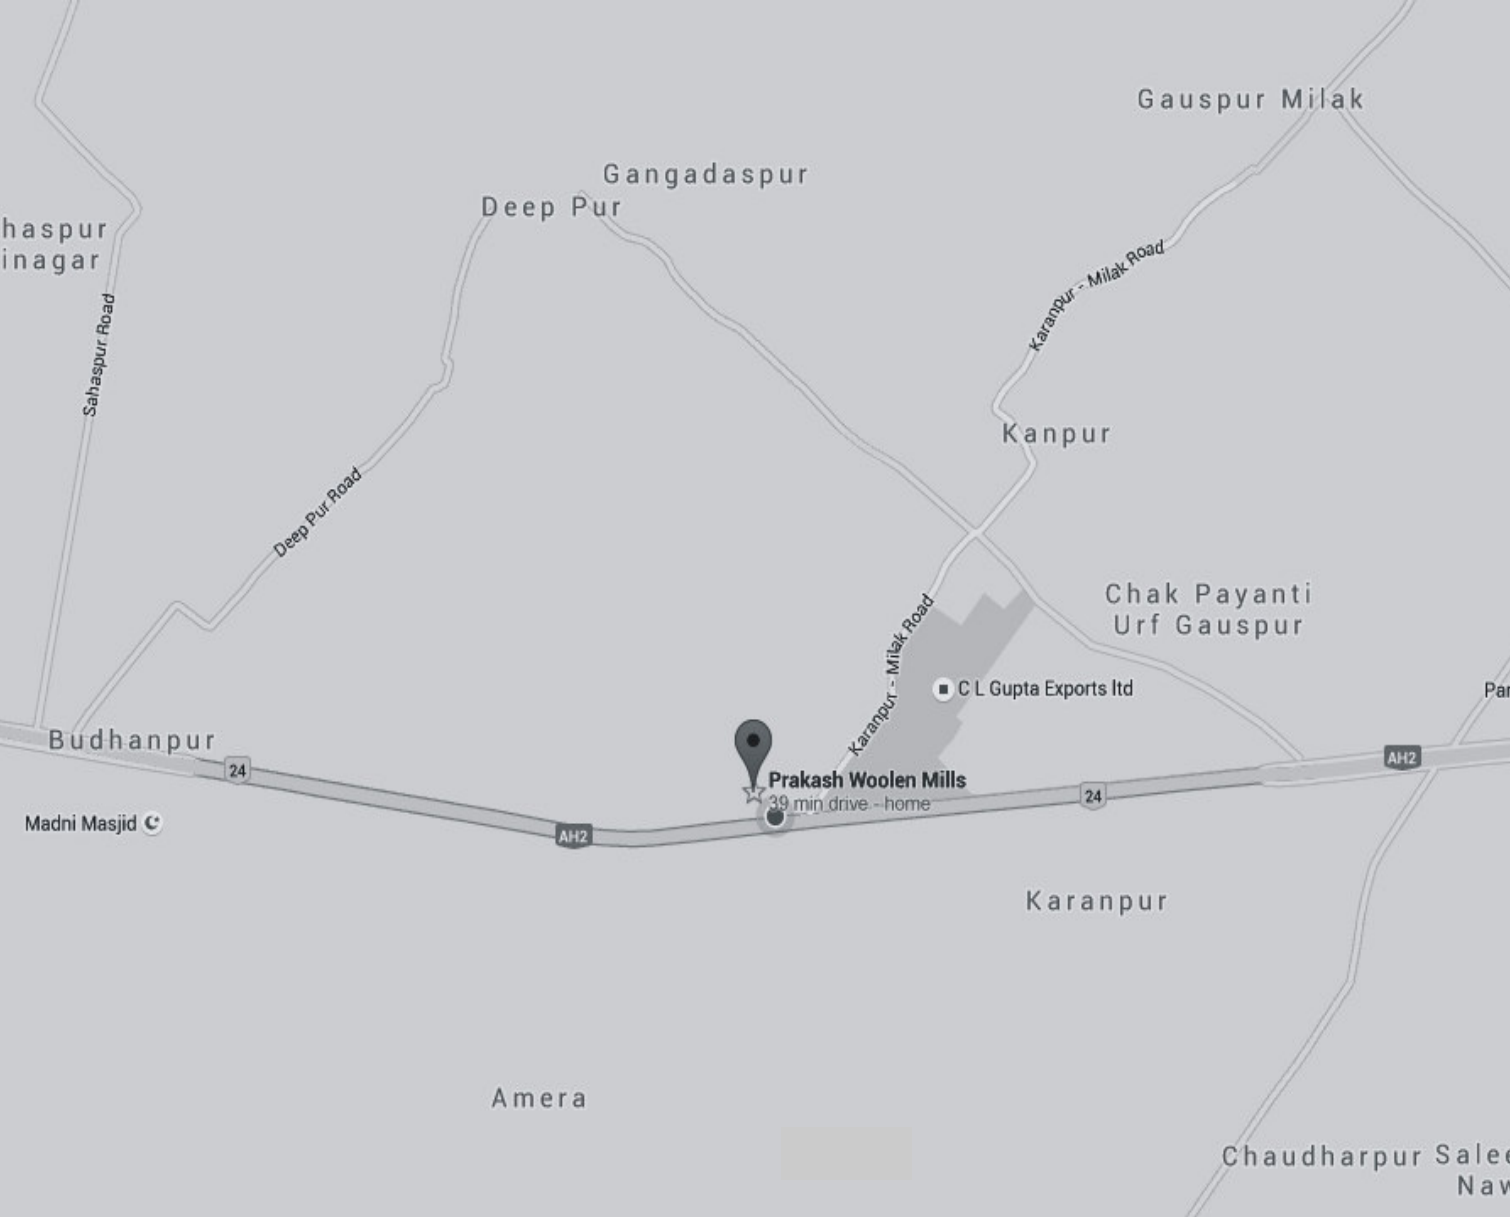 Gauspur Milak
Gangadaspur
Deep Pur
haspur
inagar
Karanpur - Milak Road
Sahaspur Road
Kanpur
Deep Pur Road
Chak Payanti
Urf Gauspur
Karanpur - Milak Road
C L Gupta Exports ltd
Par
Budhanpur
24
AH2
Prakash Woolen Mills
39 min drive - home
24
Madni Masjid
AH2
Karanpur
Amera
Chaudharpur
Salee
Naw